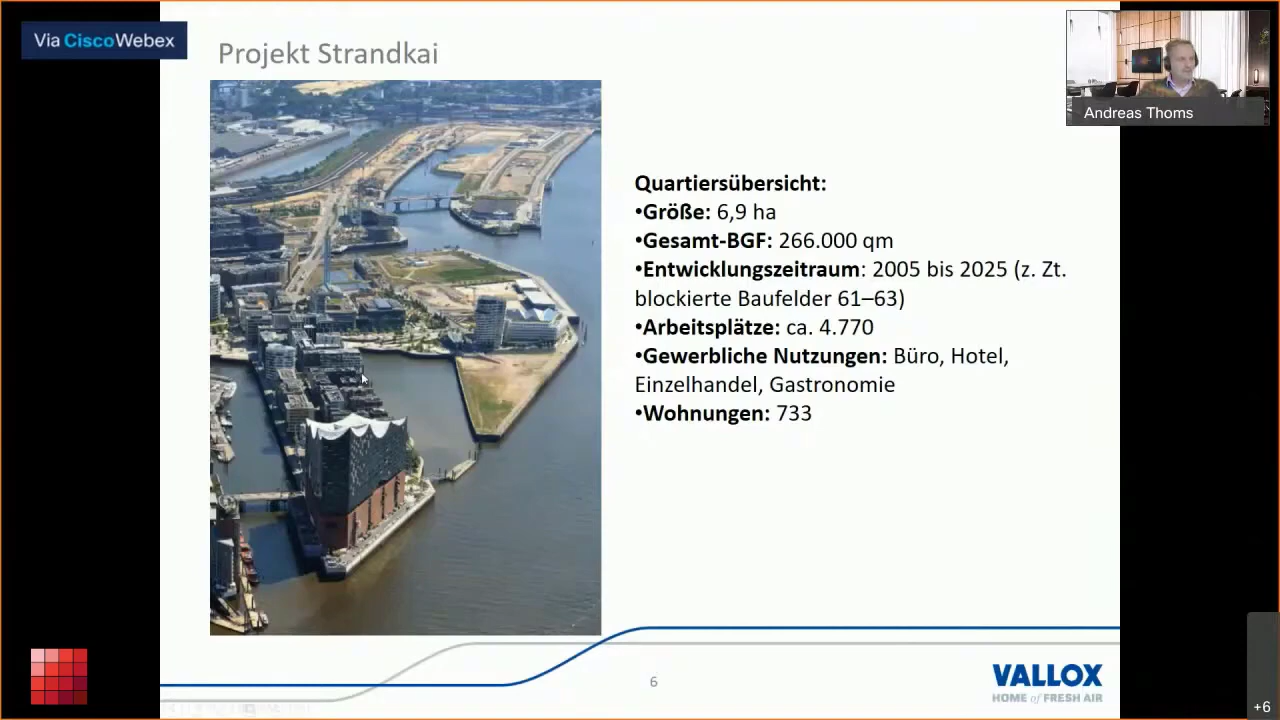 Via CiscoWebex
Projekt Strandkai
Andreas Thoms
Quartiersübersicht:
•Größe: 6,9 ha
•Gesamt-BGF: 266.000 qm
•Entwicklungszeitraum: 2005 bis 2025 (z. Zt.
blockierte Baufelder 61–63)
•Arbeitsplätze: ca. 4.770
•Gewerbliche Nutzungen: Büro, Hotel,
Einzelhandel, Gastronomie
•Wohnungen: 733
6
VALLOX
HOME of FRESH AIR
+6